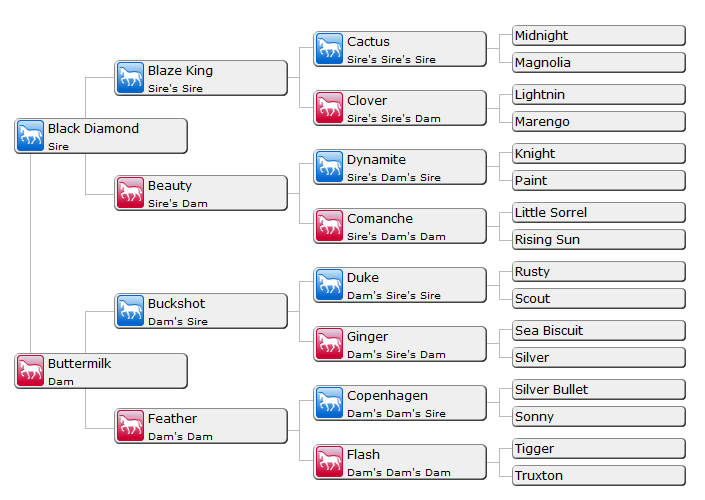 Midnight
Cactus
Sire's Sire's Sire
Magnolia
Blaze King
Sire's Sire
Lightnin
Clover
Sire's Sire's Dam
Marengo
Black Diamond
Sire
Knight
Dynamite
Sire's Dam's Sire
Paint
Beauty
Sire's Dam
Little Sorrel
Comanche
Sire's Dam's Dam
Rising Sun
Rusty
Duke
Dam's Sire's Sire
Scout
Buckshot
Dam's Sire
Sea Biscuit
Ginger
Dam's Sire's Dam
Silver
Buttermilk
Dam
Silver Bullet
Copenhagen
Dam's Dam's Sire
Sonny
Feather
Dam's Dam
Tigger
Flash
Dam's Dam's Dam
Truxton